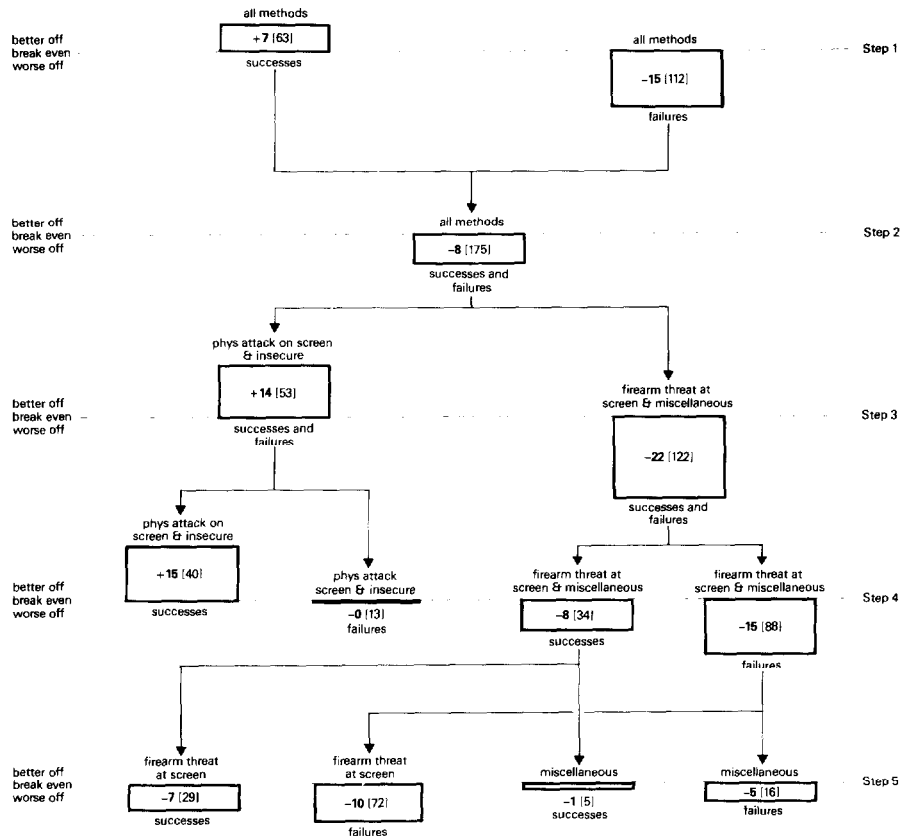 all methods
better off
break even
worse off
+7 [63]
successes
all methods
-15 [112]
failures
Step 1
better off
break even
worse off
all methods
-8 [175]
successes and
failures
Step 2
phys attack on screen
& insecure
+14 [53]
successes and
failures
better off
break even
worse off
firearm threat at
screen & miscellaneous
-22 [122]
successes and
failures
Step 3
phys attack on
screen & insecure
+15 [40]
successes
phys attack
screen & insecure
-0 [13]
failures
firearm threat at
screen & miscellaneous
-8 [34]
successes
firearm threat at
screen & miscellaneous
-15 [88]
failures
better off
break even
worse off
Step 4
better off
break even
worse off
firearm threat
at screen
-7 [29]
successes
firearm threat
at screen
-10 [72]
failures
miscellaneous
-1 [5]
successes
miscellaneous
-5 [16]
failures
Step 5